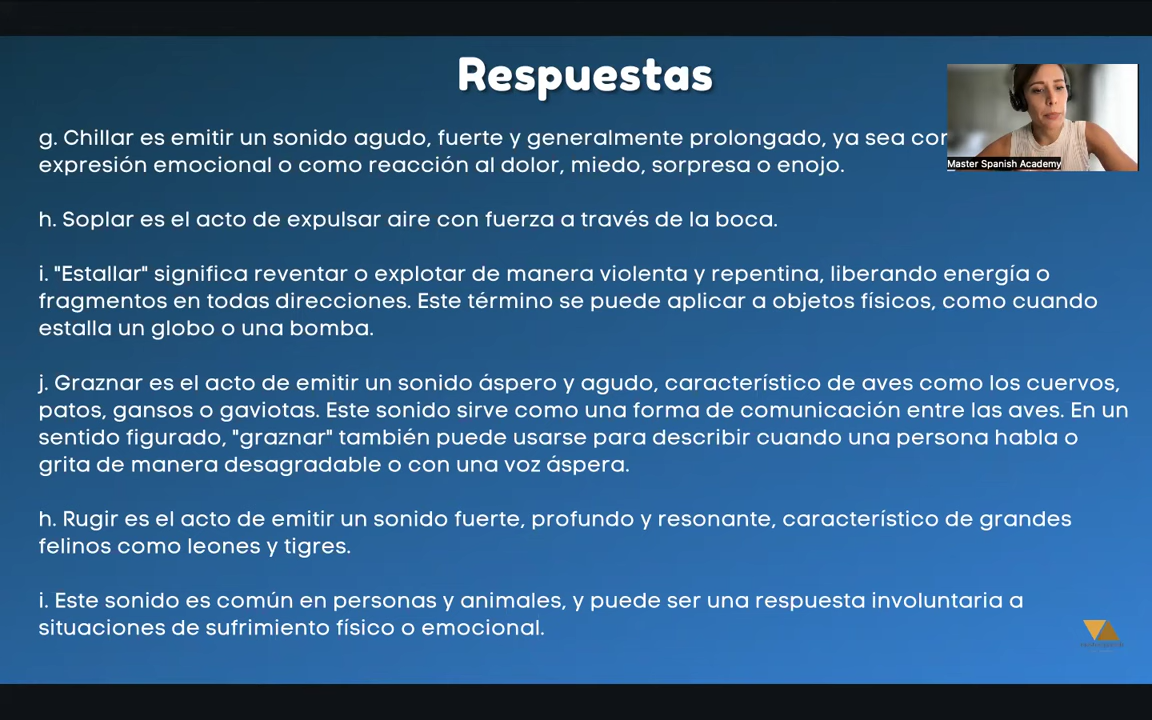 Respuestas
g. Chillar es emitir un sonido agudo, fuerte y generalmente prolongado, ya sea
expresión emocional o como reacción al dolor, miedo, sorpresa o enojo.
Master Spanish Academy
h. Soplar es el acto de expulsar aire con fuerza a través de la boca.
i. "Estallar" significa reventar o explotar de manera violenta y repentina, liberando energía o
fragmentos en todas direcciones. Este término se puede aplicar a objetos físicos, como cuando
estalla un globo o una bomba.
j. Graznar es el acto de emitir un sonido áspero y agudo, característico de aves como los cuervos,
patos, gansos o gaviotas. Este sonido sirve como una forma de comunicación entre las aves. En un
sentido figurado, "graznar" también puede usarse para describir cuando una persona habla o
grita de manera desagradable o con una voz áspera.
h. Rugir es el acto de emitir un sonido fuerte, profundo y resonante, característico de grandes
felinos como leones y tigres.
i. Este sonido es común en personas y animales, y puede ser una respuesta involuntaria a
situaciones de sufrimiento físico o emocional.